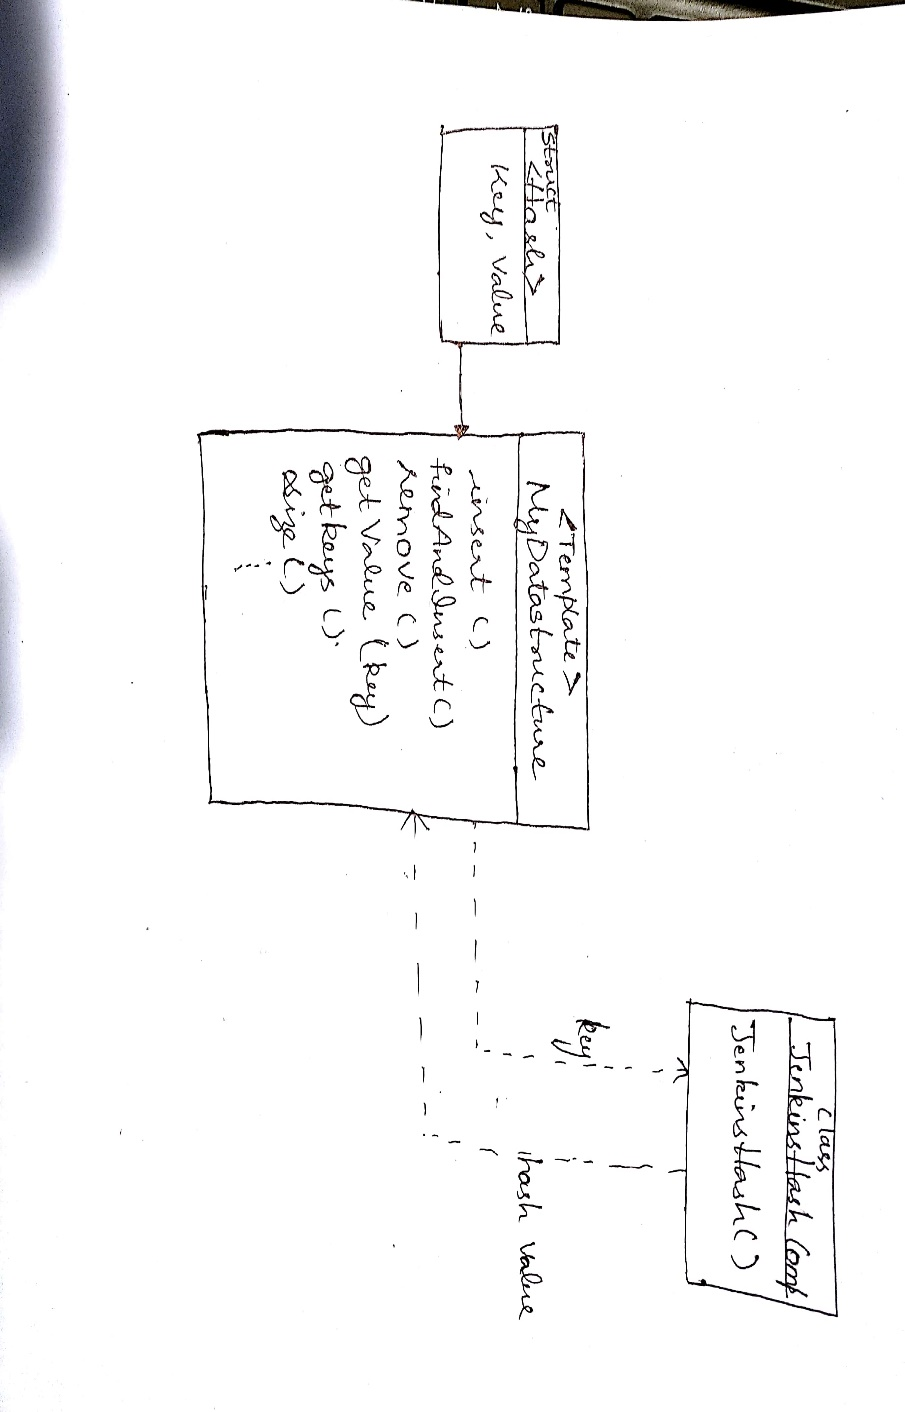 Struct
<Hash>
Key, Value
<Template>
MyDatastructure
insert ()
findAndInsert()
remove ()
getValue (key)
getkeys ().
size ()
Class
JenkinsHash Comp
JenkinsHash()
key
hash value